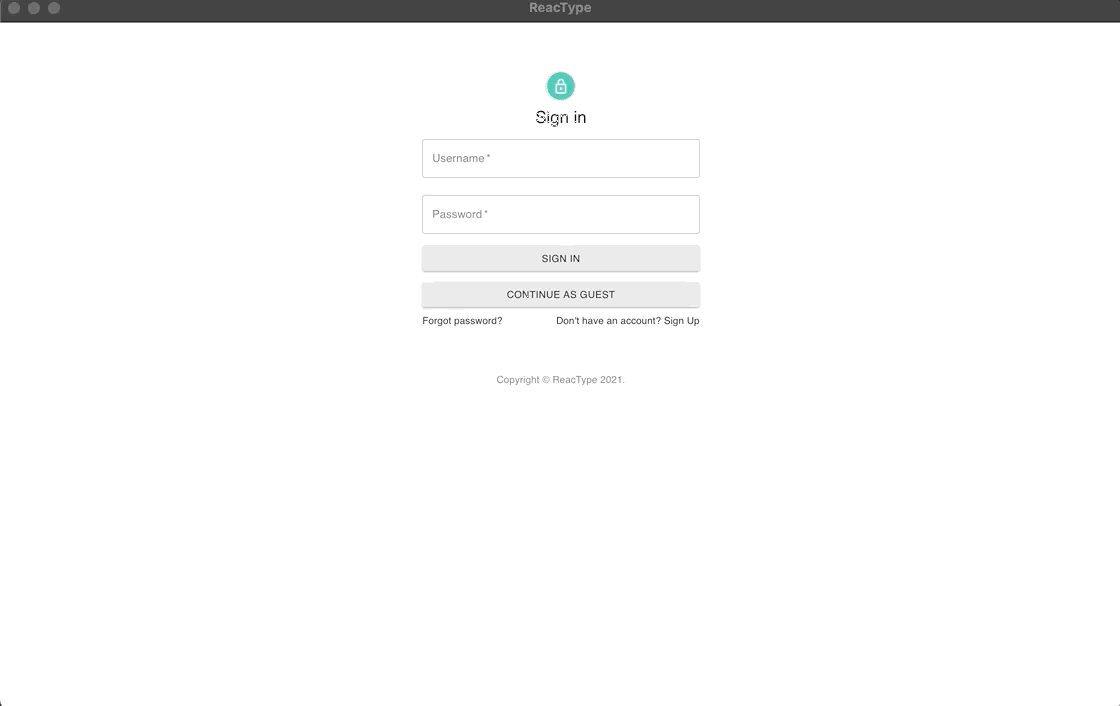 ReacType
Sign in
Username *
Password *
SIGN IN
CONTINUE AS GUEST
Forgot password? Don't have an account? Sign Up
Copyright © ReacType 2021.